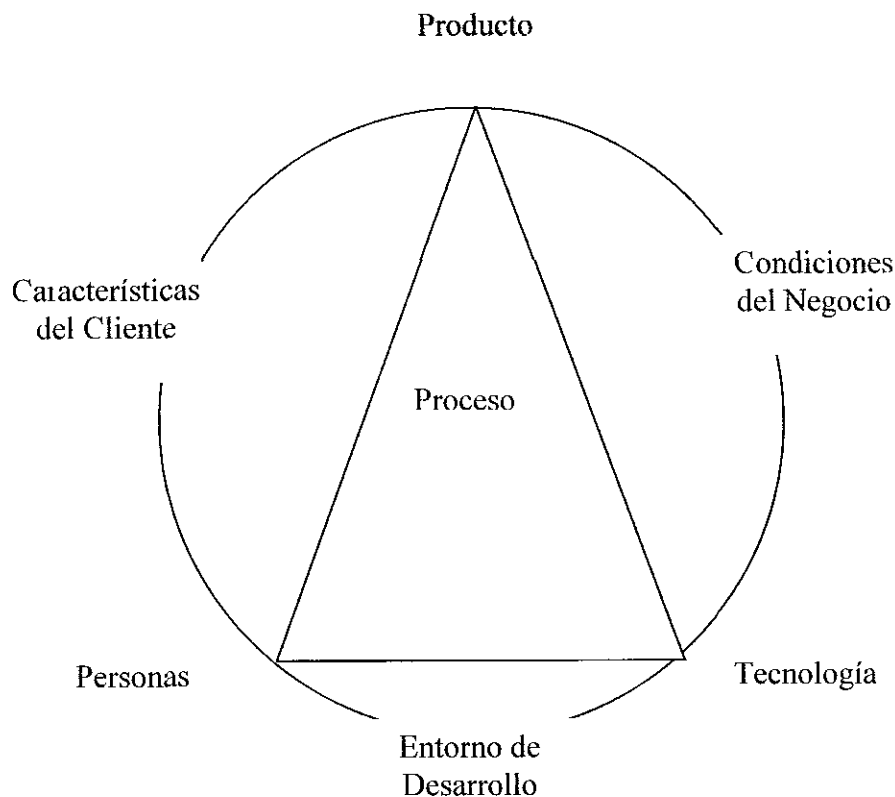 Producto
Características
del Cliente
Condiciones
del Negocio
Proceso
Personas
Tecnología
Entorno de
Desarrollo